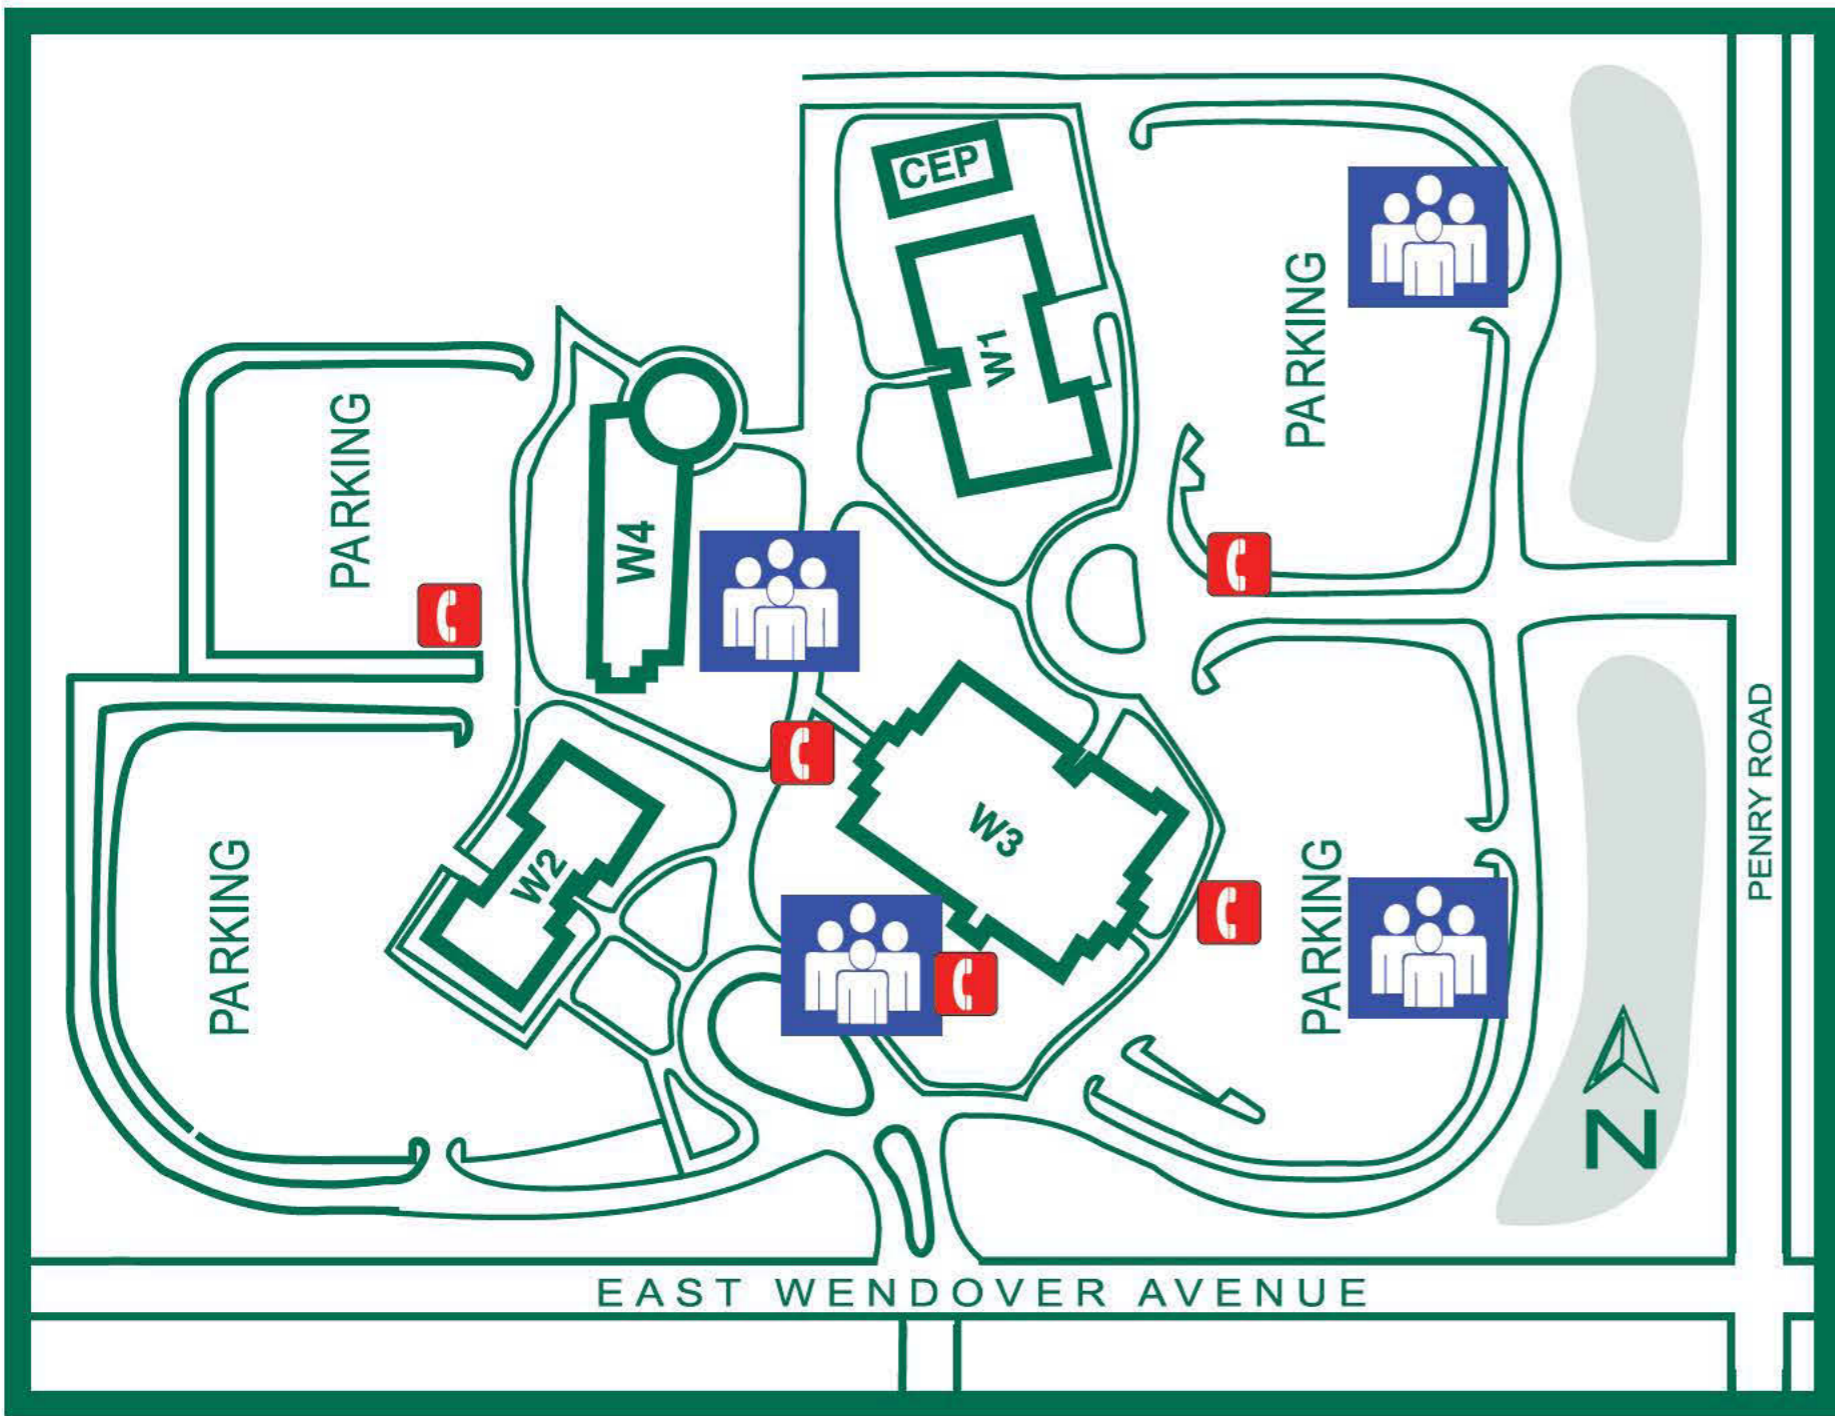 CEP
W1
PARKING
PARKING
W4
W3
W2
PARKING
PARKING
PENRY ROAD
N
EAST WENDOVER AVENUE